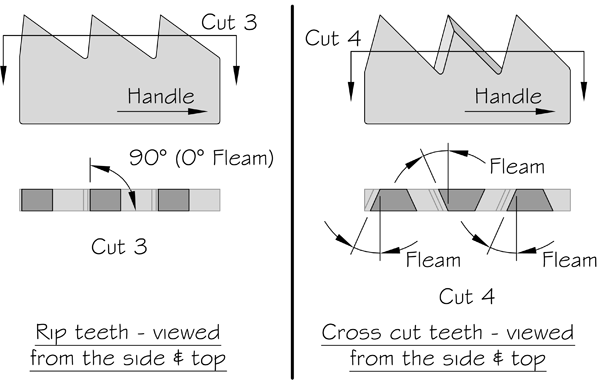 Cut 3
Handle
90° (0° Fleam)
Cut 3
Rip teeth - viewed
from the side & top
Cut 4
Handle
Fleam
Fleam
Fleam
Cut 4
Cross cut teeth - viewed
from the side & top